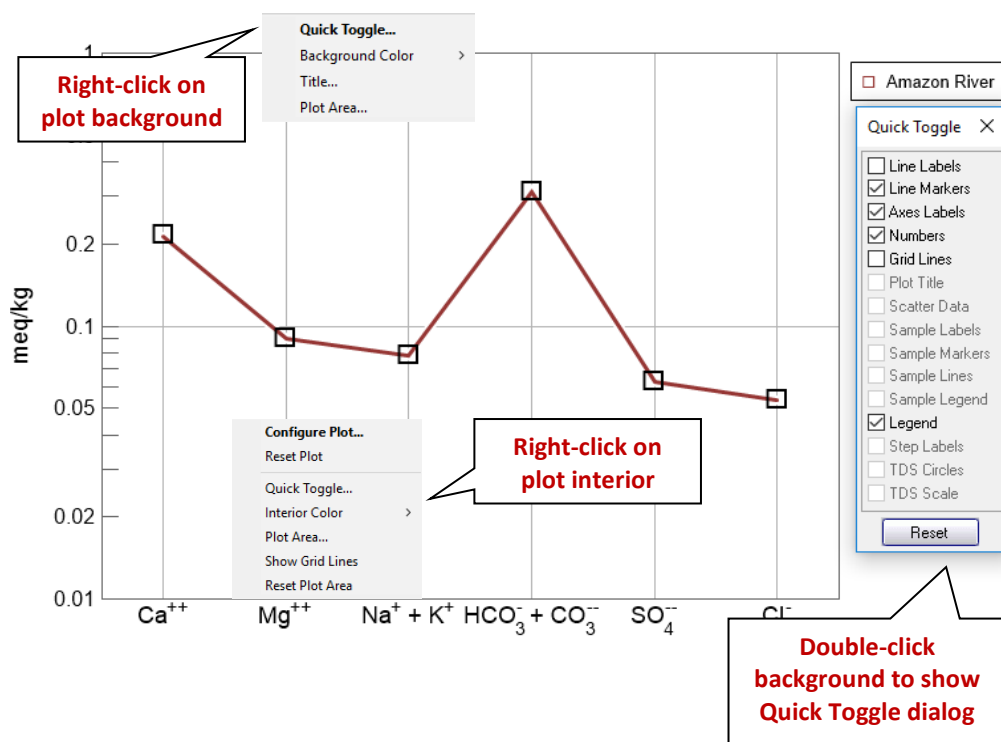 Quick Toggle...
Background Color
Title...
Plot Area...
Right-click on
plot background
1
Amazon River
Quick Toggle
Line Labels
Line Markers
Axes Labels
Numbers
Grid Lines
Plot Title
Scatter Data
Sample Labels
Sample Markers
Sample Lines
Sample Legend
Legend
Step Labels
TDS Circles
TDS Scale
Reset
0.2
0.1
0.05
0.02
0.01
meq/kg
Configure Plot...
Reset Plot
Quick Toggle...
Interior Color
Plot Area...
Show Grid Lines
Reset Plot Area
Right-click on
plot interior
Ca⁺⁺ Mg⁺⁺ Na⁺ + K⁺ HCO₃⁻ + CO₃⁻⁻ SO₄⁻⁻ Cl⁻
Double-click
background to show
Quick Toggle dialog